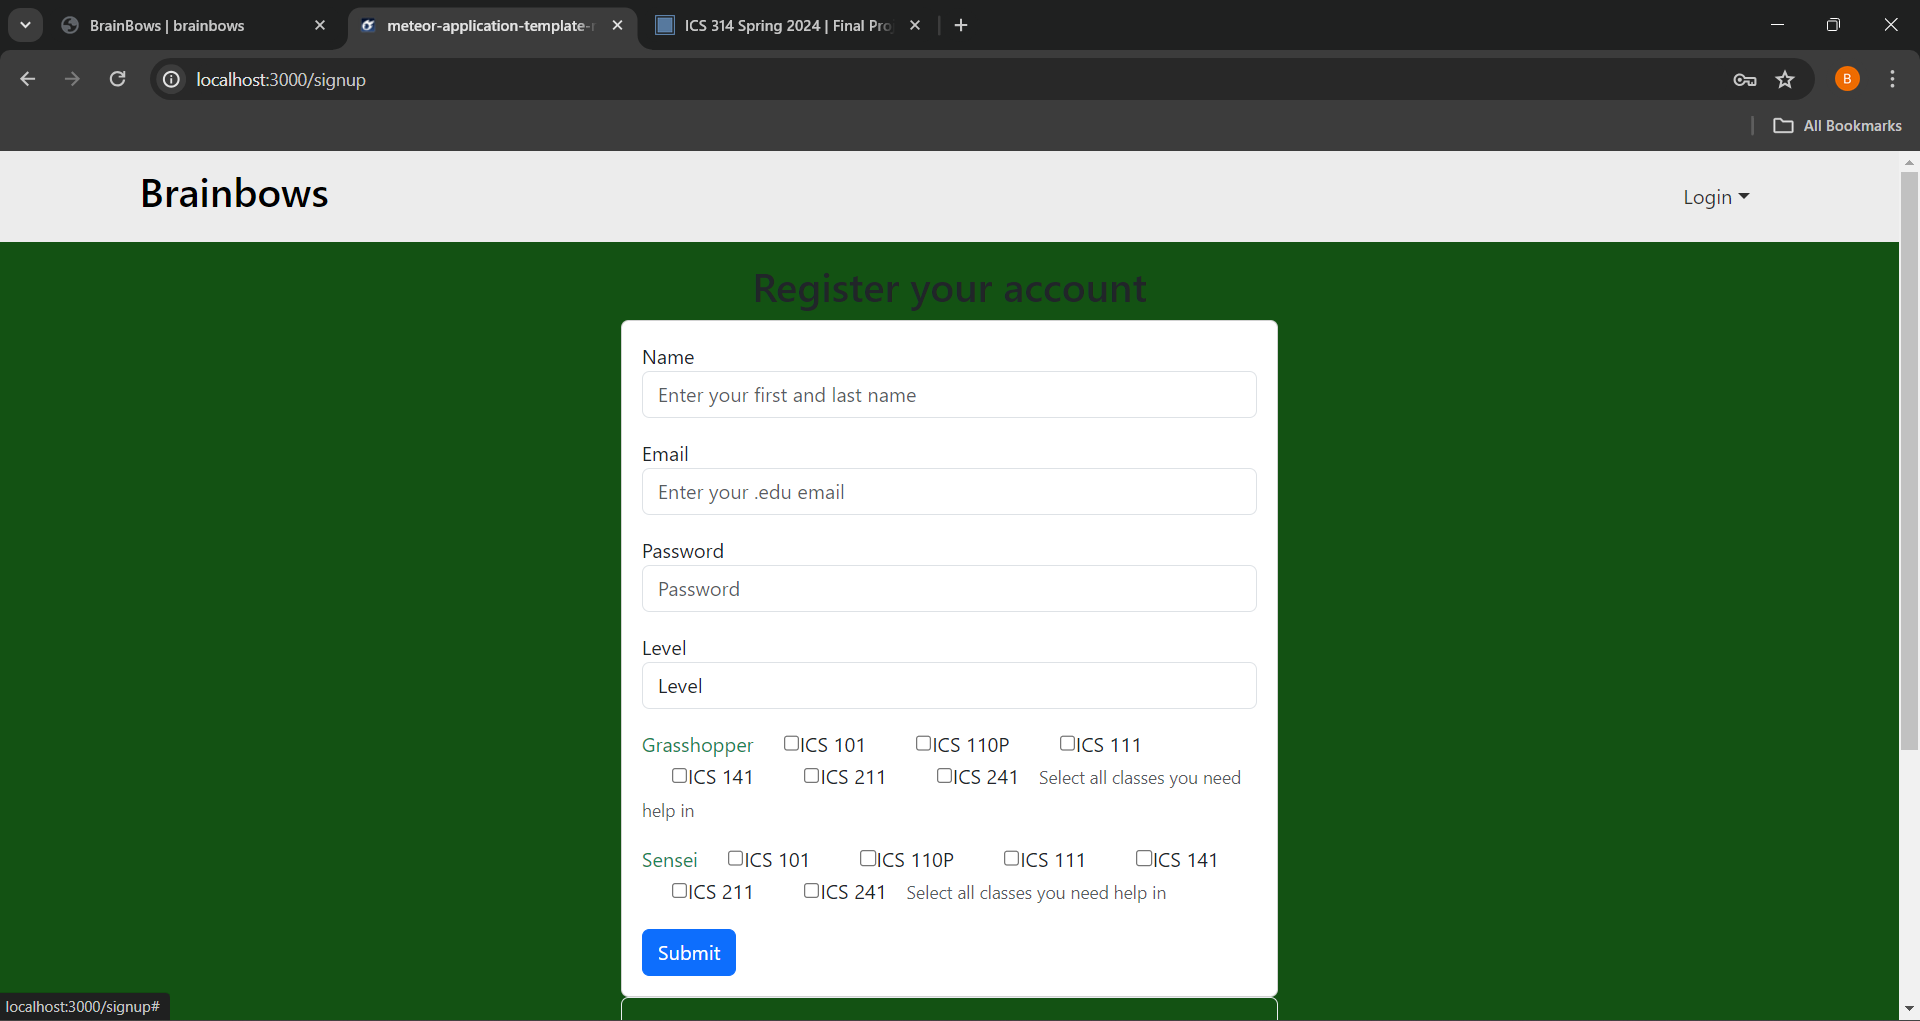 BrainBows | brainbows
meteor-application-template-r
ICS 314 Spring 2024 | Final Pro
localhost:3000/signup
B
All Bookmarks
Brainbows
Login
Register your account
Name
Enter your first and last name
Email
Enter your .edu email
Password
Password
Level
Level
Grasshopper ICS 101 ICS 110P ICS 111
ICS 141 ICS 211 ICS 241 Select all classes you need
help in
Sensei ICS 101 ICS 110P ICS 111 ICS 141
ICS 211 ICS 241 Select all classes you need help in
Submit
localhost:3000/signup#